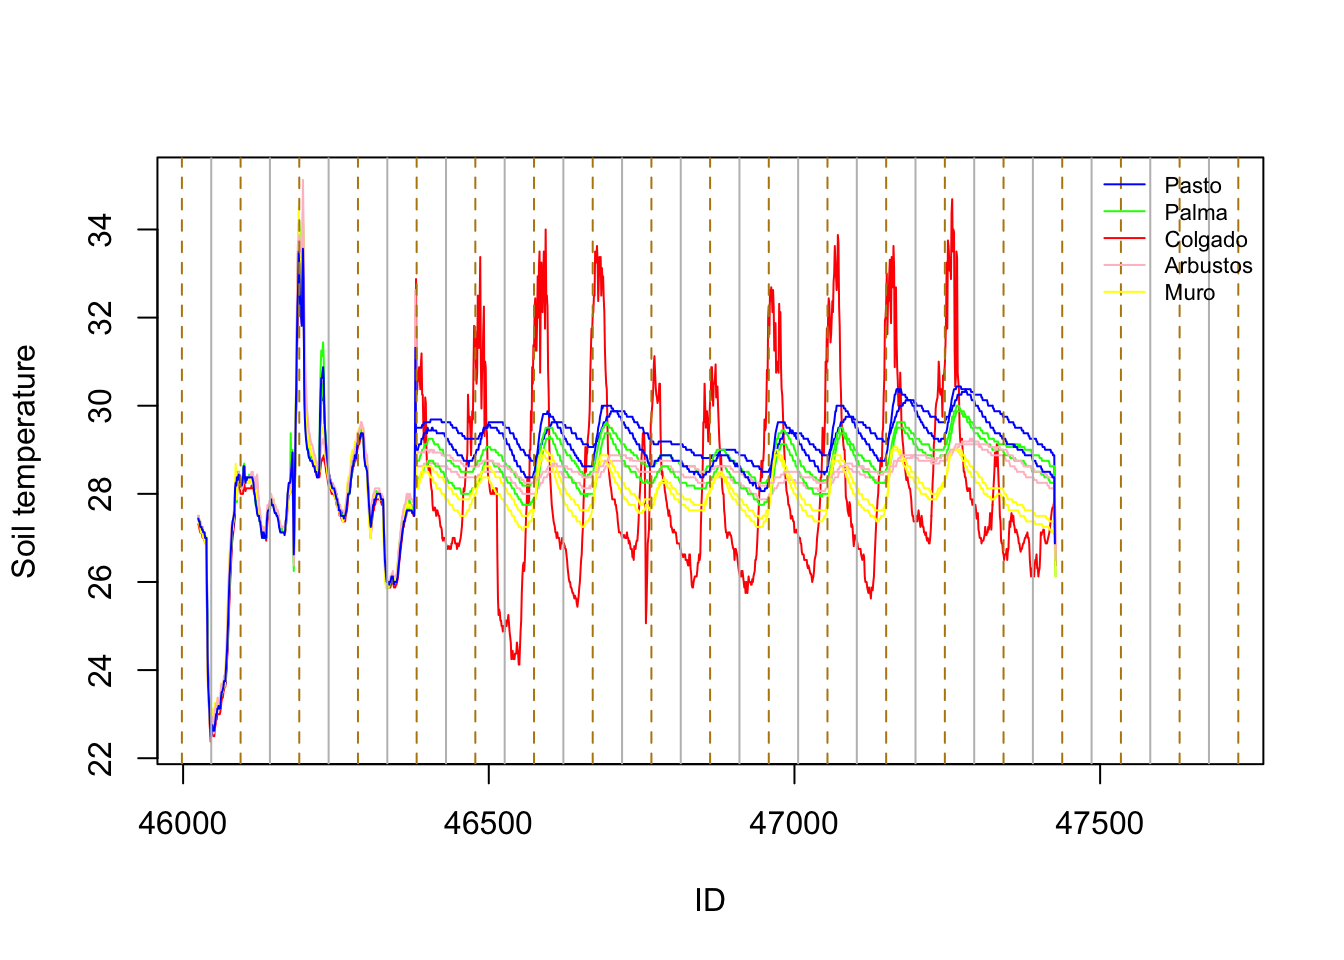 Soil temperature
34
32
30
28
26
24
22
46000 46500 47000 47500
ID
Pasto
Palma
Colgado
Arbustos
Muro